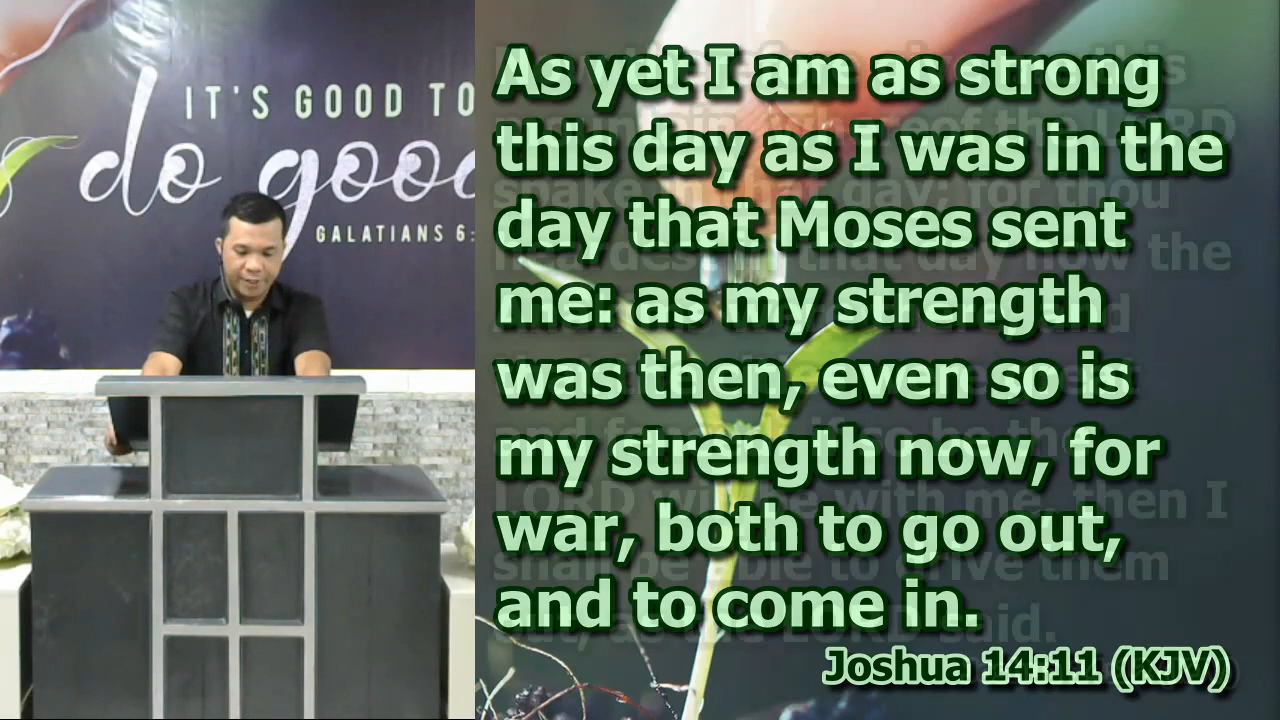 IT'S GOOD TO
do good
GALATIANS 6:
As yet I am as strong
this day as I was in the
day that Moses sent
me: as my strength
was then, even so is
my strength now, for
war, both to go out,
and to come in.
Joshua 14:11 (KJV)